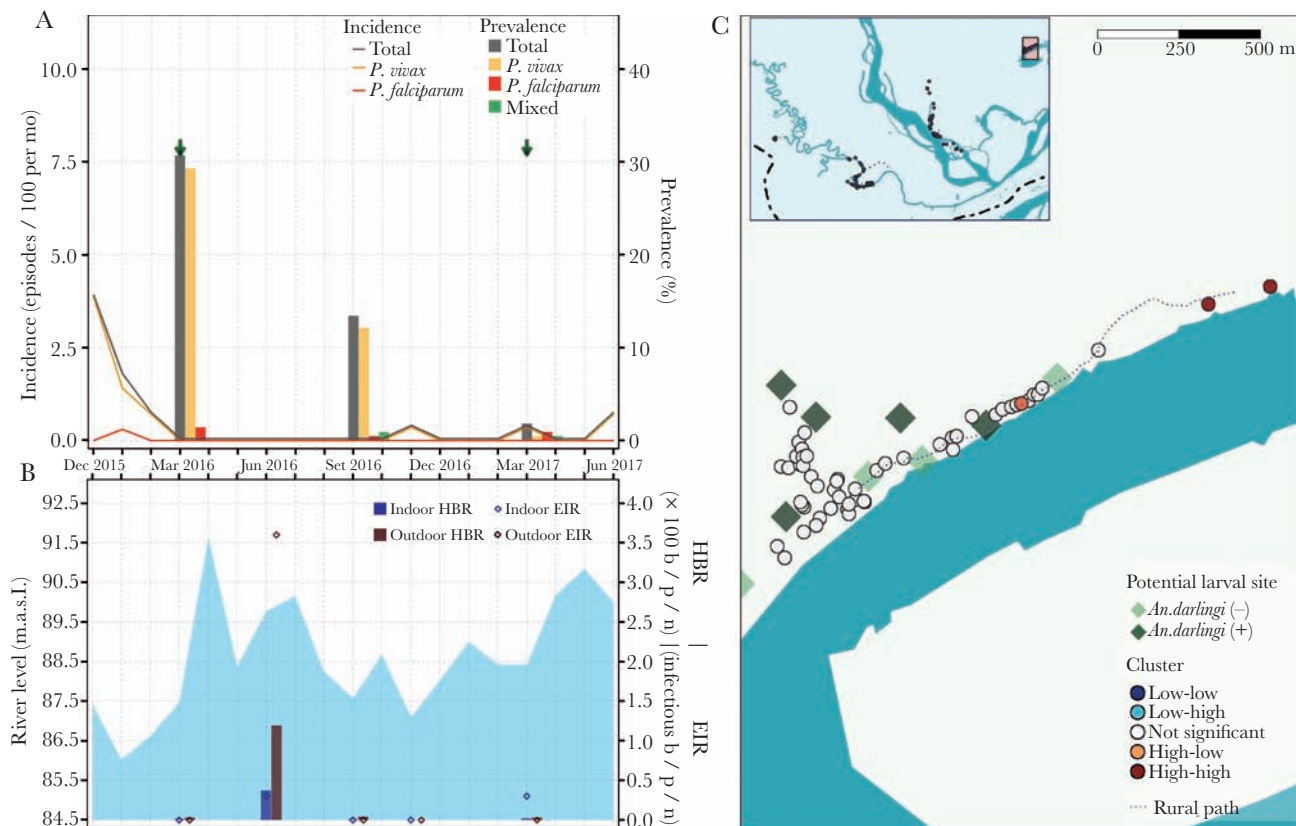 A
Incidence
Total
P. vivax
P. falciparum
Prevalence
Total
P. vivax
P. falciparum
Mixed
Incidence (episodes / 100 per mo)
10.0
7.5
5.0
2.5
0.0
Prevalence (%)
40
30
20
10
0
Dec 2015
Mar 2016
Jun 2016
Set 2016
Dec 2016
Mar 2017
Jun 2017
B
Indoor HBR
Indoor EIR
Outdoor HBR
Outdoor EIR
River level (m.a.s.l.)
92.5
91.5
90.5
89.5
88.5
87.5
86.5
85.5
84.5
4.0
3.6
3.0
2.5
2.0
1.5
1.0
0.5
0.0
(× 100 b / p / n) | (infectious b / p / n)
HBR | EIR
C
0 250 500 m
Potential larval site
An.darlingi (–)
An.darlingi (+)
Cluster
Low-low
Low-high
Not significant
High-low
High-high
Rural path